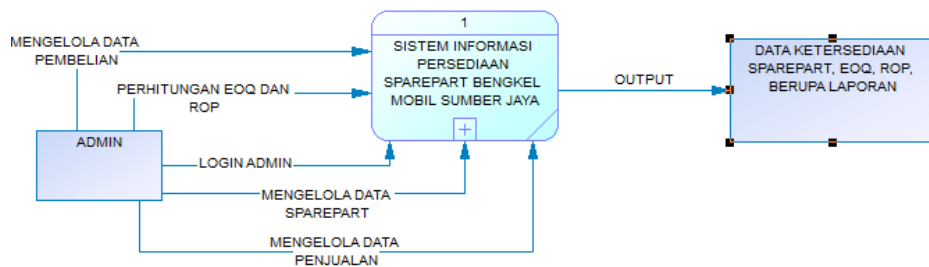 MENGELOLA DATA
PEMBELIAN
PERHITUNGAN EOQ DAN
ROP
ADMIN
LOGIN ADMIN
MENGELOLA DATA
SPAREPART
MENGELOLA DATA
PENJUALAN
1
SISTEM INFORMASI
PERSEDIAAN
SPAREPART BENGKEL
MOBIL SUMBER JAYA
OUTPUT
DATA KETERSEDIAAN
SPAREPART, EOQ, ROP,
BERUPA LAPORAN